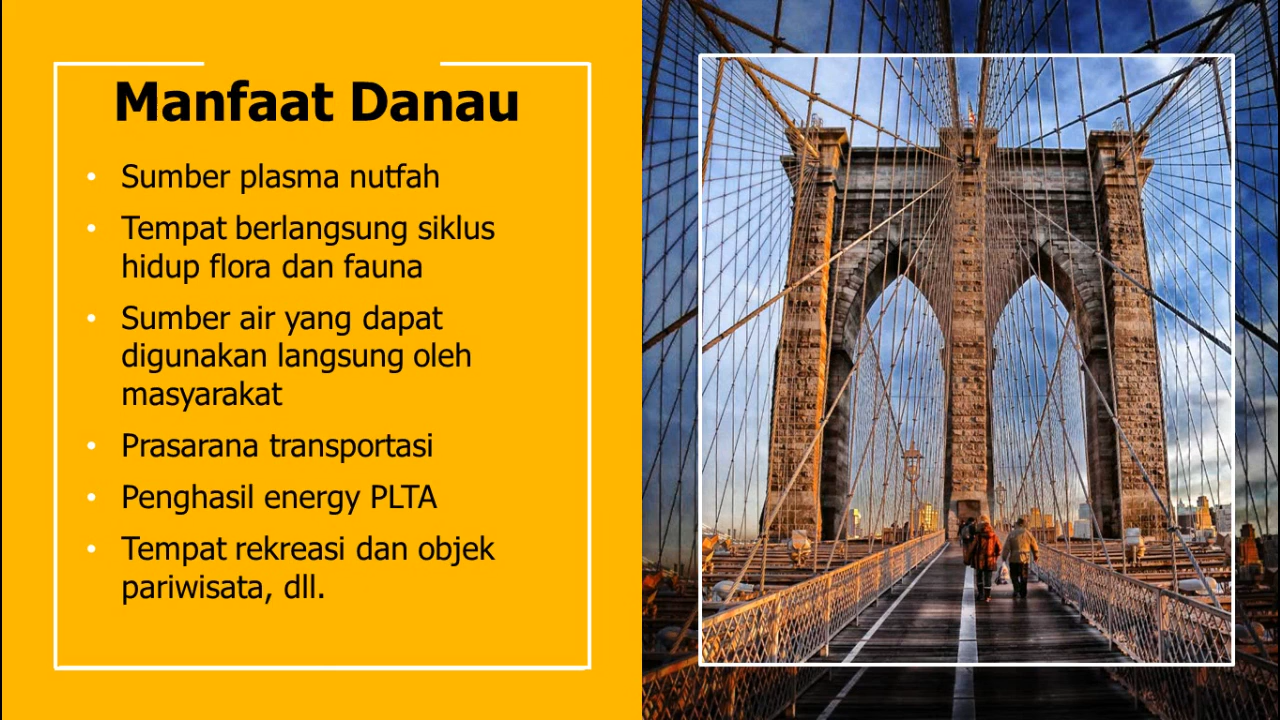 Manfaat Danau
• Sumber plasma nutfah
• Tempat berlangsung siklus
hidup flora dan fauna
• Sumber air yang dapat
digunakan langsung oleh
masyarakat
• Prasarana transportasi
• Penghasil energy PLTA
• Tempat rekreasi dan objek
pariwisata, dll.